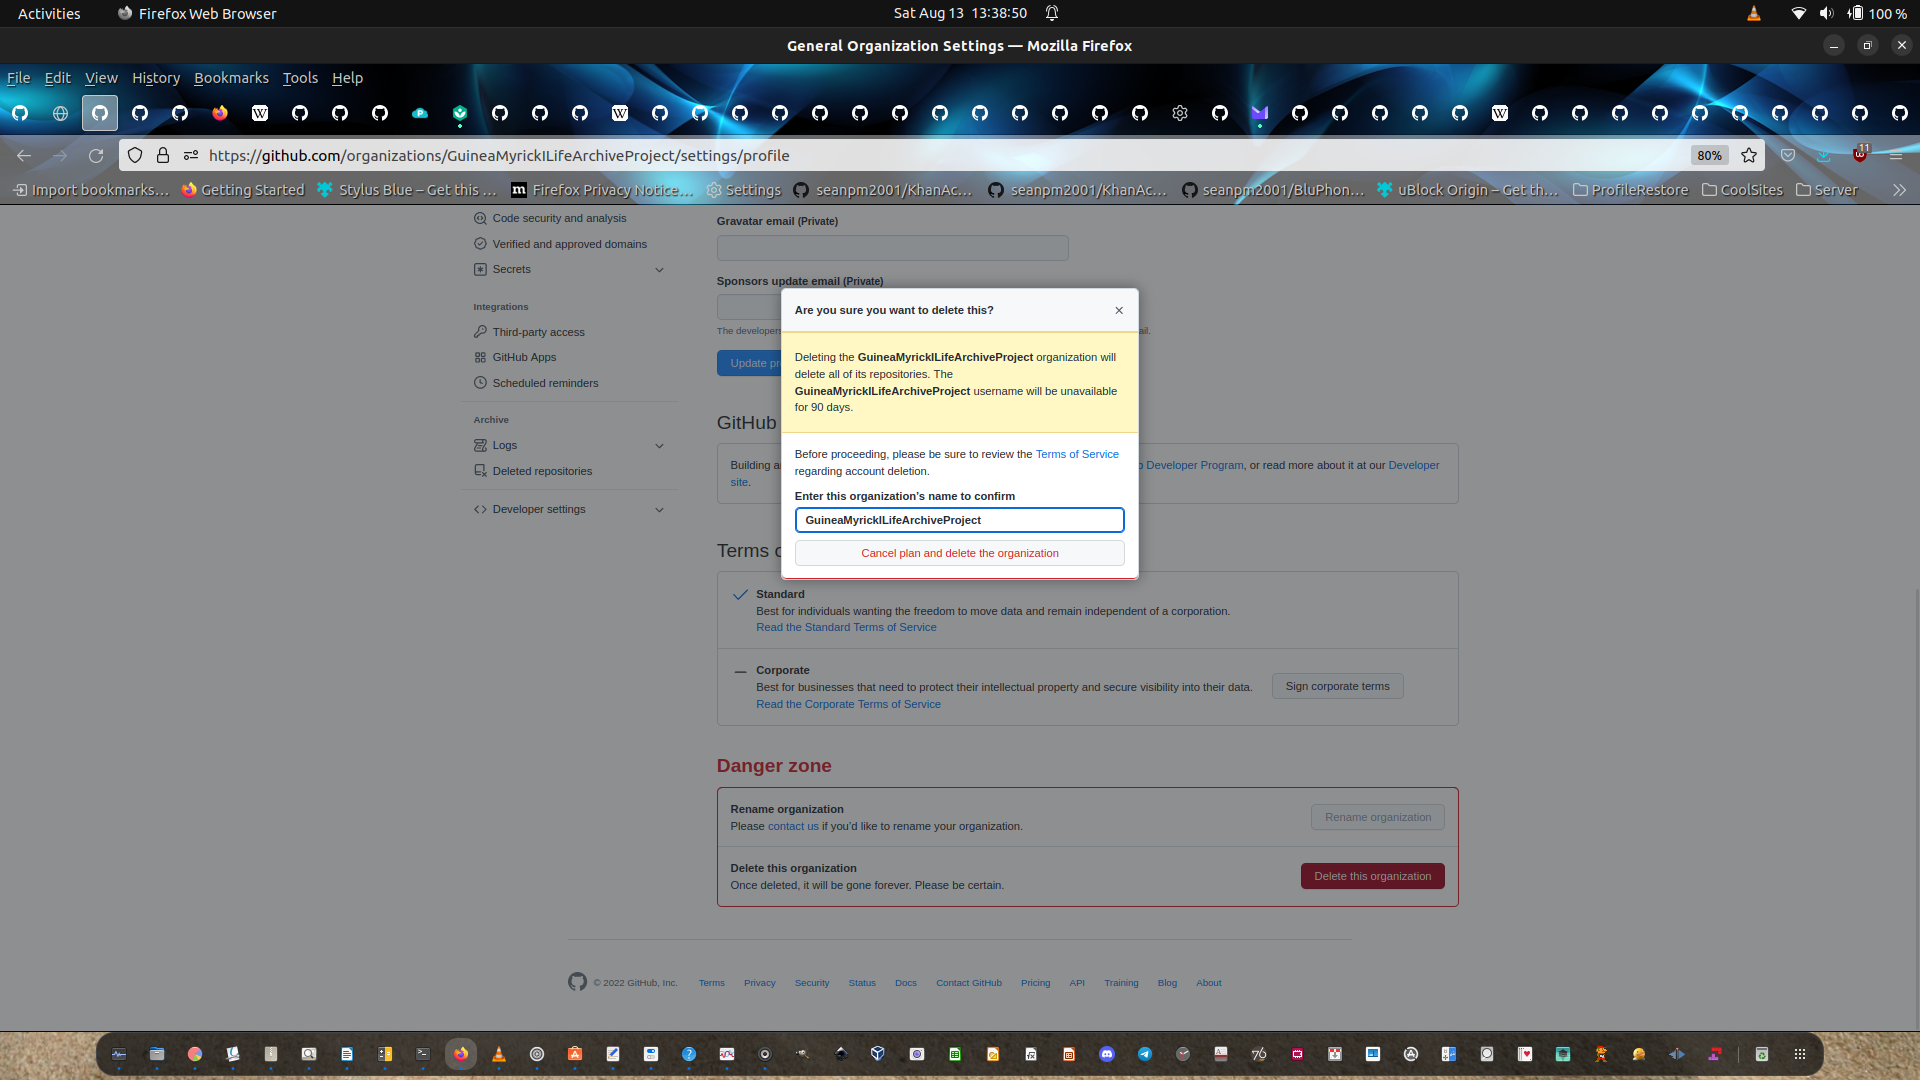 Activities
Firefox Web Browser
Sat Aug 13 13:38:50
100 %
General Organization Settings — Mozilla Firefox
File Edit View History Bookmarks Tools Help
https://github.com/organizations/GuineaMyrickILifeArchiveProject/settings/profile
80%
11
Import bookmarks…
Getting Started
Stylus Blue – Get this …
Firefox Privacy Notice…
Settings
seanpm2001/KhanAc…
seanpm2001/KhanAc…
seanpm2001/BluPhon…
uBlock Origin – Get th…
ProfileRestore
CoolSites
Server
Code security and analysis
Verified and approved domains
Secrets
Integrations
Third-party access
GitHub Apps
Scheduled reminders
Archive
Logs
Deleted repositories
Developer settings
Gravatar email (Private)
Sponsors update email (Private)
The developer
ail.
Update pr
Are you sure you want to delete this?
Deleting the GuineaMyrickILifeArchiveProject organization will
delete all of its repositories. The
GuineaMyrickILifeArchiveProject username will be unavailable
for 90 days.
Before proceeding, please be sure to review the Terms of Service
regarding account deletion.
Enter this organization's name to confirm
GuineaMyrickILifeArchiveProject
Cancel plan and delete the organization
GitHub
Building a
Developer Program, or read more about it at our Developer
site.
Terms o
Standard
Best for individuals wanting the freedom to move data and remain independent of a corporation.
Read the Standard Terms of Service
Corporate
Best for businesses that need to protect their intellectual property and secure visibility into their data.
Read the Corporate Terms of Service
Sign corporate terms
Danger zone
Rename organization
Please contact us if you'd like to rename your organization.
Rename organization
Delete this organization
Once deleted, it will be gone forever. Please be certain.
Delete this organization
© 2022 GitHub, Inc.
Terms
Privacy
Security
Status
Docs
Contact GitHub
Pricing
API
Training
Blog
About